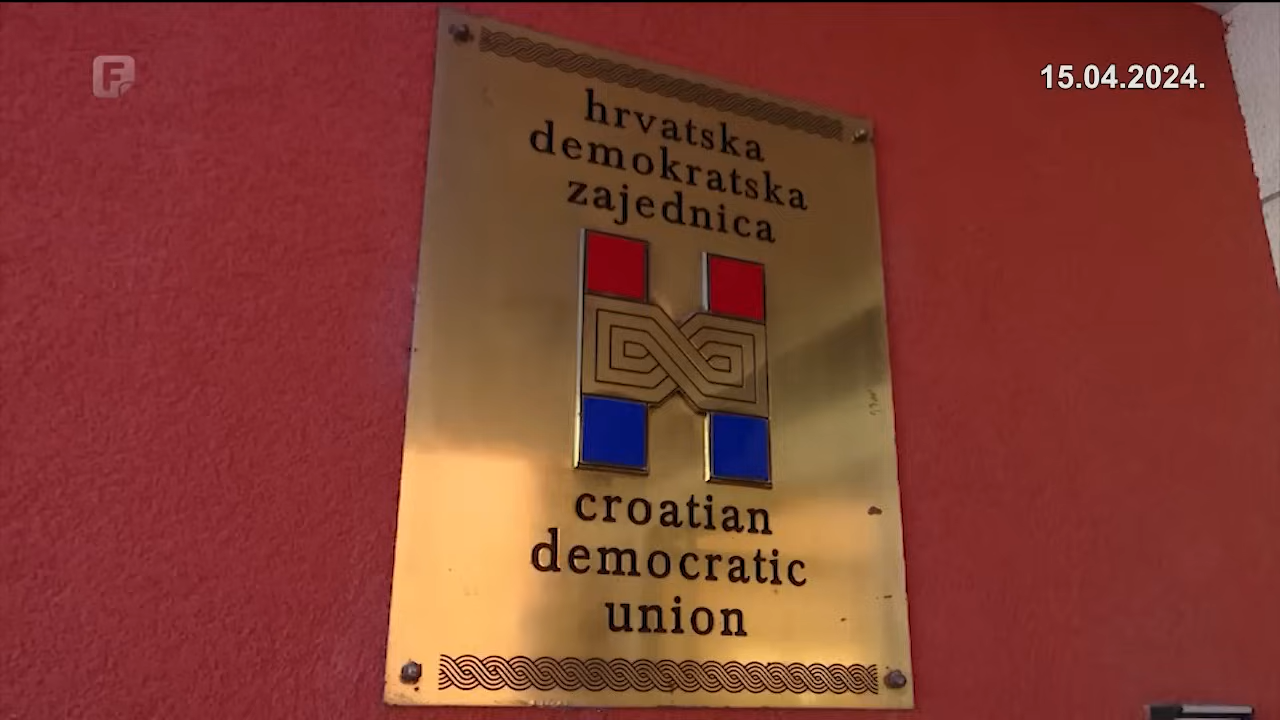 F
15.04.2024.
hrvatska
demokratska
zajednica
croatian
democratic
union